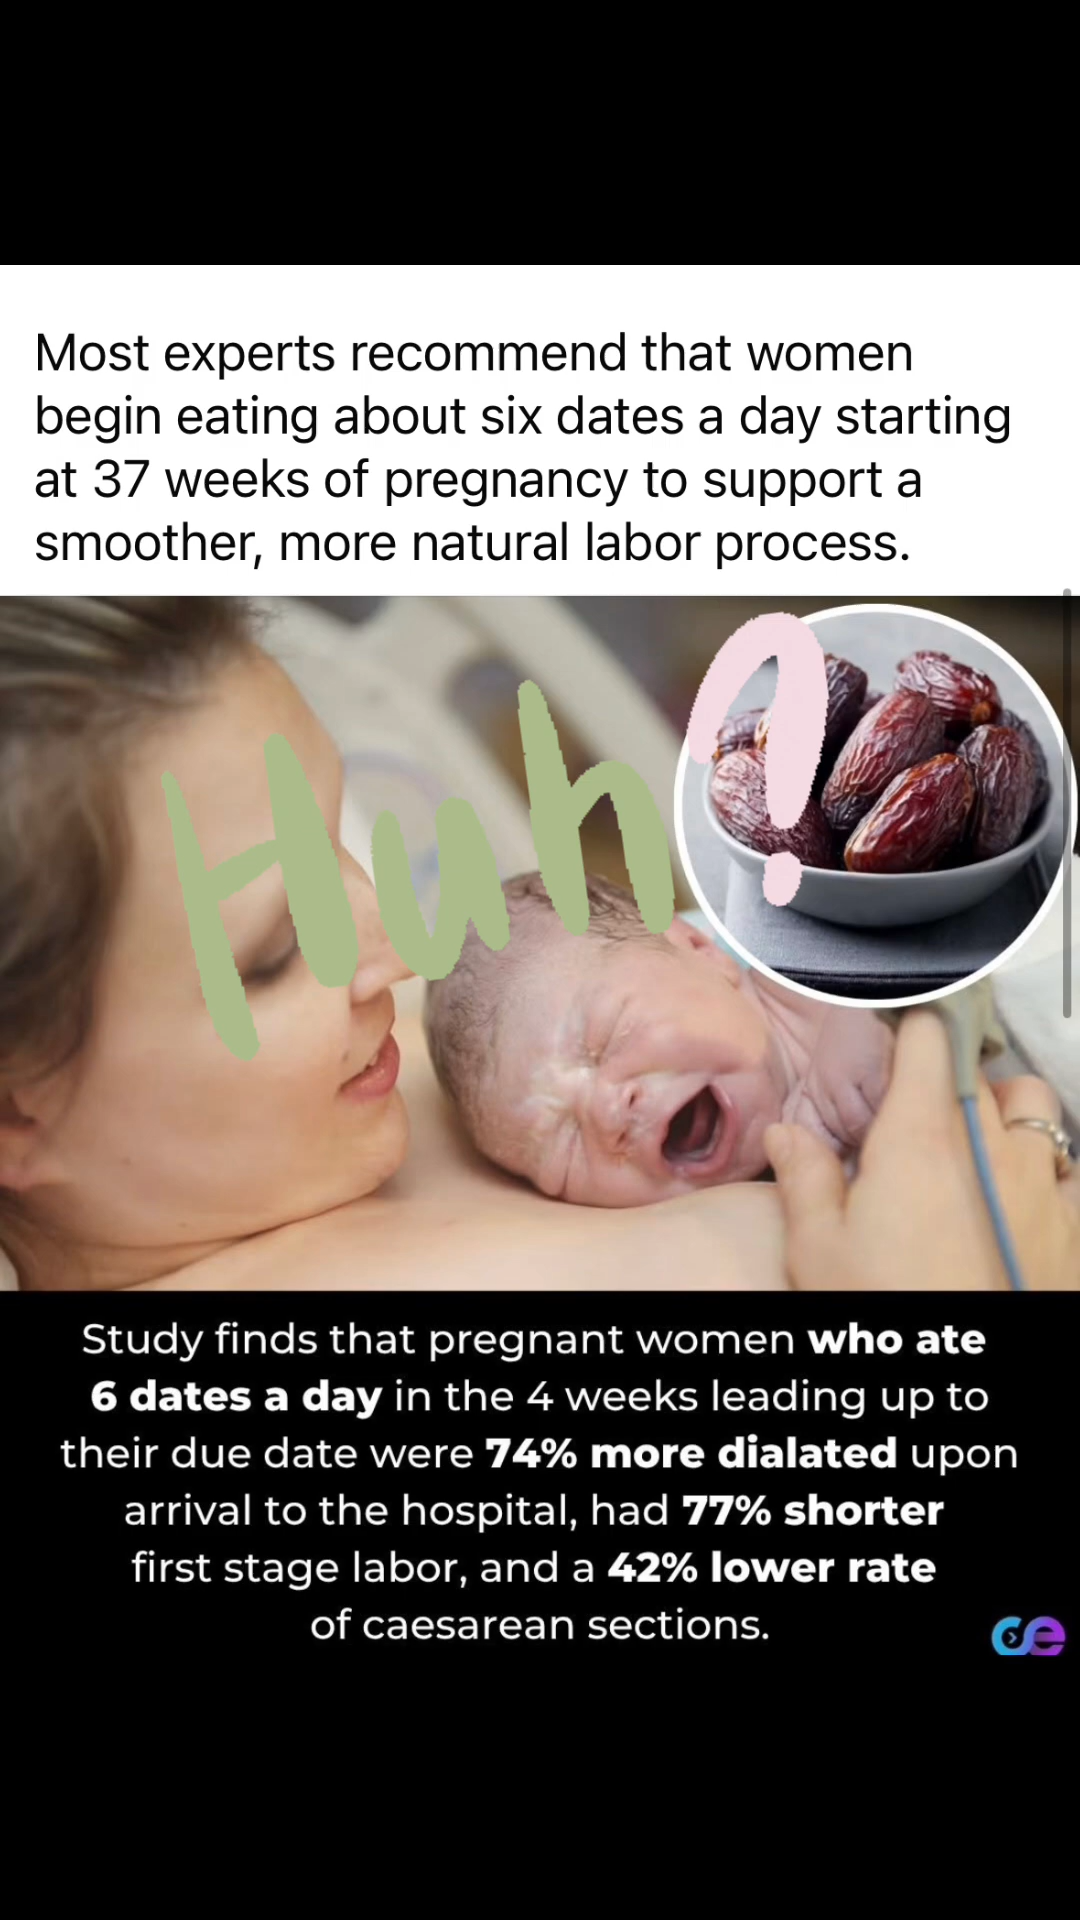 Most experts recommend that women
begin eating about six dates a day starting
at 37 weeks of pregnancy to support a
smoother, more natural labor process.
Huh?
Study finds that pregnant women who ate
6 dates a day in the 4 weeks leading up to
their due date were 74% more dialated upon
arrival to the hospital, had 77% shorter
first stage labor, and a 42% lower rate
of caesarean sections.
ce